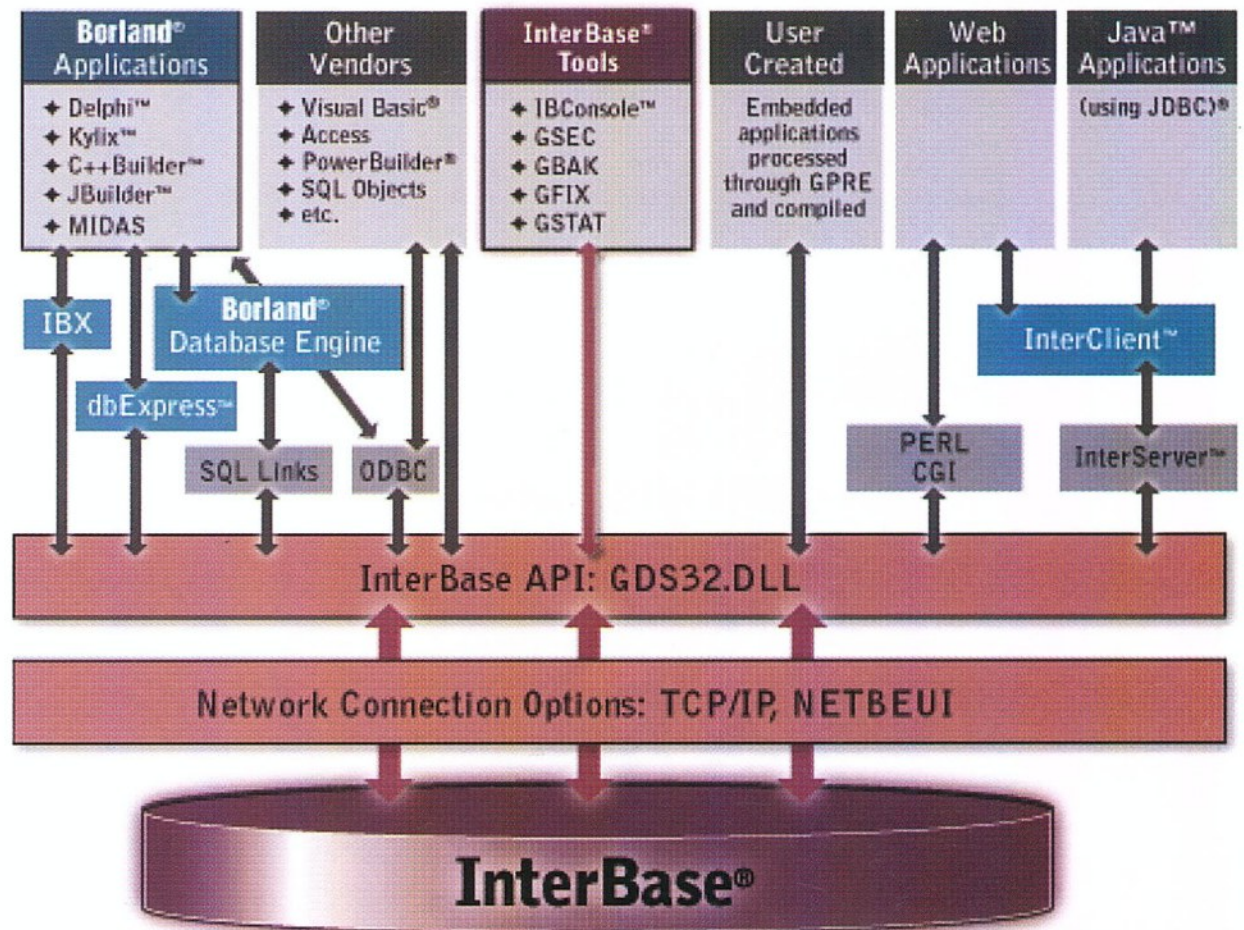 Borland®
Applications
✦ Delphi™
✦ Kylix™
✦ C++Builder™
✦ JBuilder™
✦ MIDAS
Other
Vendors
✦ Visual Basic®
✦ Access
✦ PowerBuilder®
✦ SQL Objects
✦ etc.
InterBase®
Tools
✦ IBConsole™
✦ GSEC
✦ GBAK
✦ GFIX
✦ GSTAT
User
Created
Embedded
applications
processed
through GPRE
and compiled
Web
Applications
Java™
Applications
(using JDBC)®
IBX
Borland®
Database Engine
InterClient™
dbExpress™
SQL Links
ODBC
PERL
CGI
InterServer™
InterBase API: GDS32.DLL
Network Connection Options: TCP/IP, NETBEUI
InterBase®